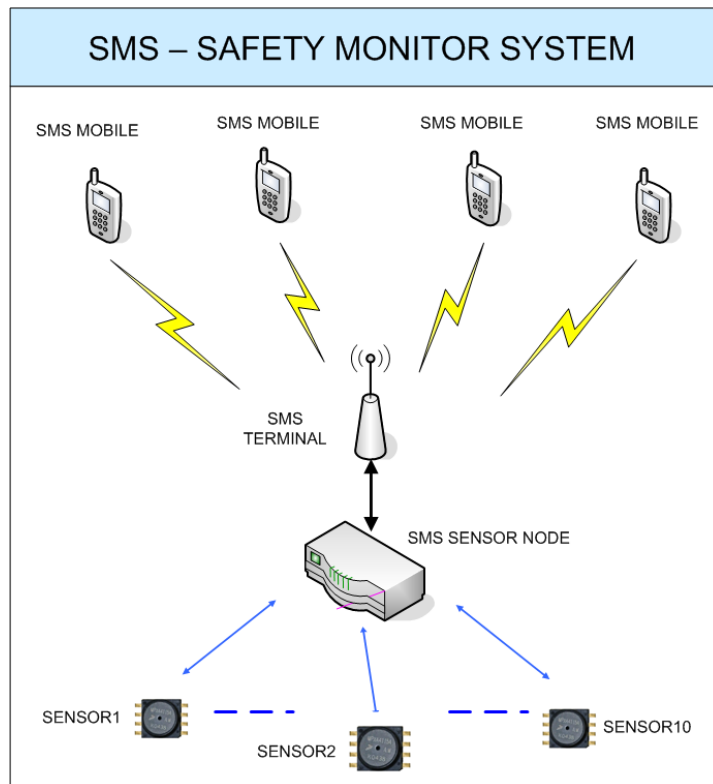 SMS – SAFETY MONITOR SYSTEM
SMS MOBILE
SMS MOBILE
SMS MOBILE
SMS MOBILE
SMS
TERMINAL
SMS SENSOR NODE
SENSOR1
SENSOR2
SENSOR10